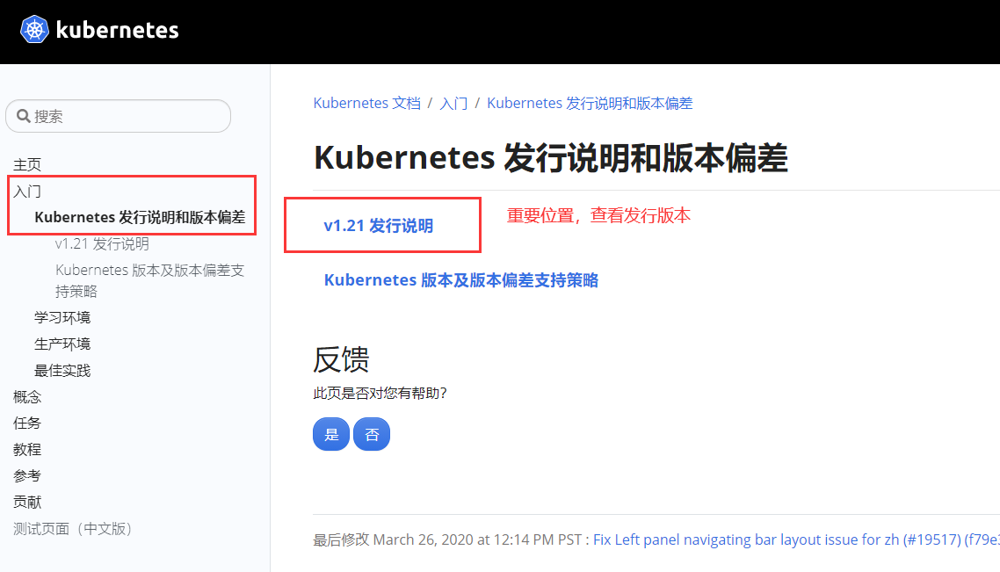 kubernetes
搜索
主页
入门
Kubernetes 发行说明和版本偏差
v1.21 发行说明
Kubernetes 版本及版本偏差支
持策略
学习环境
生产环境
最佳实践
概念
任务
教程
参考
贡献
测试页面（中文版）
Kubernetes 文档 / 入门 / Kubernetes 发行说明和版本偏差
Kubernetes 发行说明和版本偏差
v1.21 发行说明
重要位置，查看发行版本
Kubernetes 版本及版本偏差支持策略
反馈
此页是否对您有帮助?
是 否
最后修改 March 26, 2020 at 12:14 PM PST : Fix Left panel navigating bar layout issue for zh (#19517) (f79e3